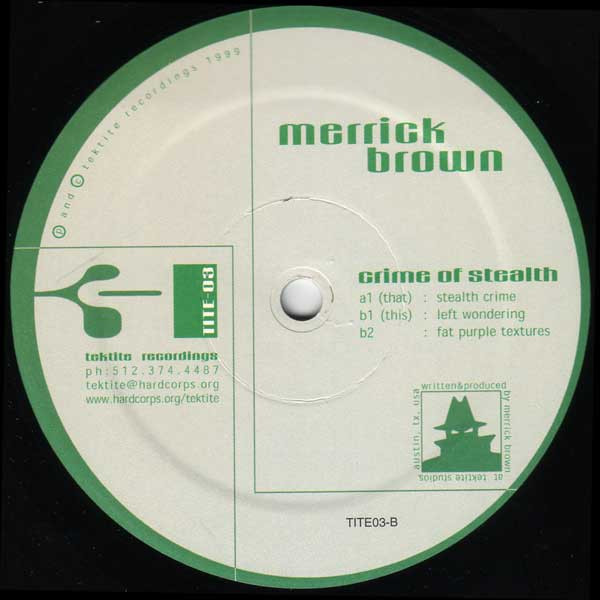 p and c tektite recordings 1999
merrick
brown
TITE-03
crime of stealth
a1 (that) : stealth crime
b1 (this) : left wondering
b2 : fat purple textures
tektite recordings
ph:512.374.4487
tektite@hardcorps.org
www.hardcorps.org/tektite
written&produced
by merrick brown
at tektite studios
austin, tx, usa
TITE03-B